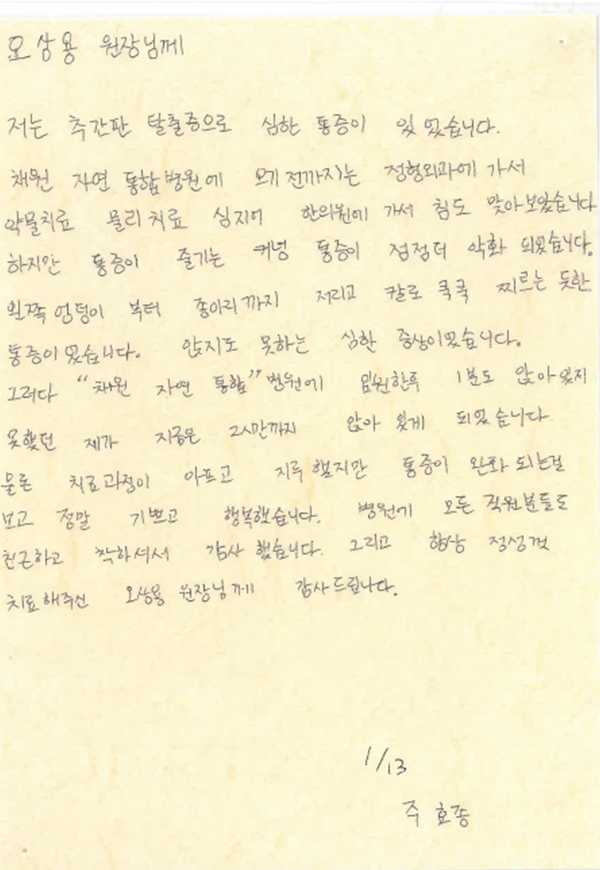 오상용 원장님께
저는 추간판 탈출증으로 심한 통증이 있었습니다.
채원 자연 통합 병원에 오기 전까지는 정형외과에 가서
약물치료 물리치료 심지어 한의원에 가서 침도 맞아보았습니다
하지만 통증이 줄기는 커녕 통증이 점점더 악화 되었습니다.
왼쪽 엉덩이 부터 종아리까지 저리고 칼로 쿡쿡 찌르는 듯한
통증이었습니다. 앉지도 못하는 심한 증상이었습니다.
그러다 "채원 자연 통합" 병원에 입원한후 1분도 앉아 있지
못했던 제가 지금은 2시간까지 앉아 있게 되었습니다
물론 치료과정이 아프고 지루했지만 통증이 완화 되는걸
보고 정말 기쁘고 행복했습니다. 병원에 모든 직원분들도
친근하고 착하셔서 감사했습니다. 그리고 항상 정성껏
치료해주신 오상용 원장님께 감사드립니다.
1/13
주 효종